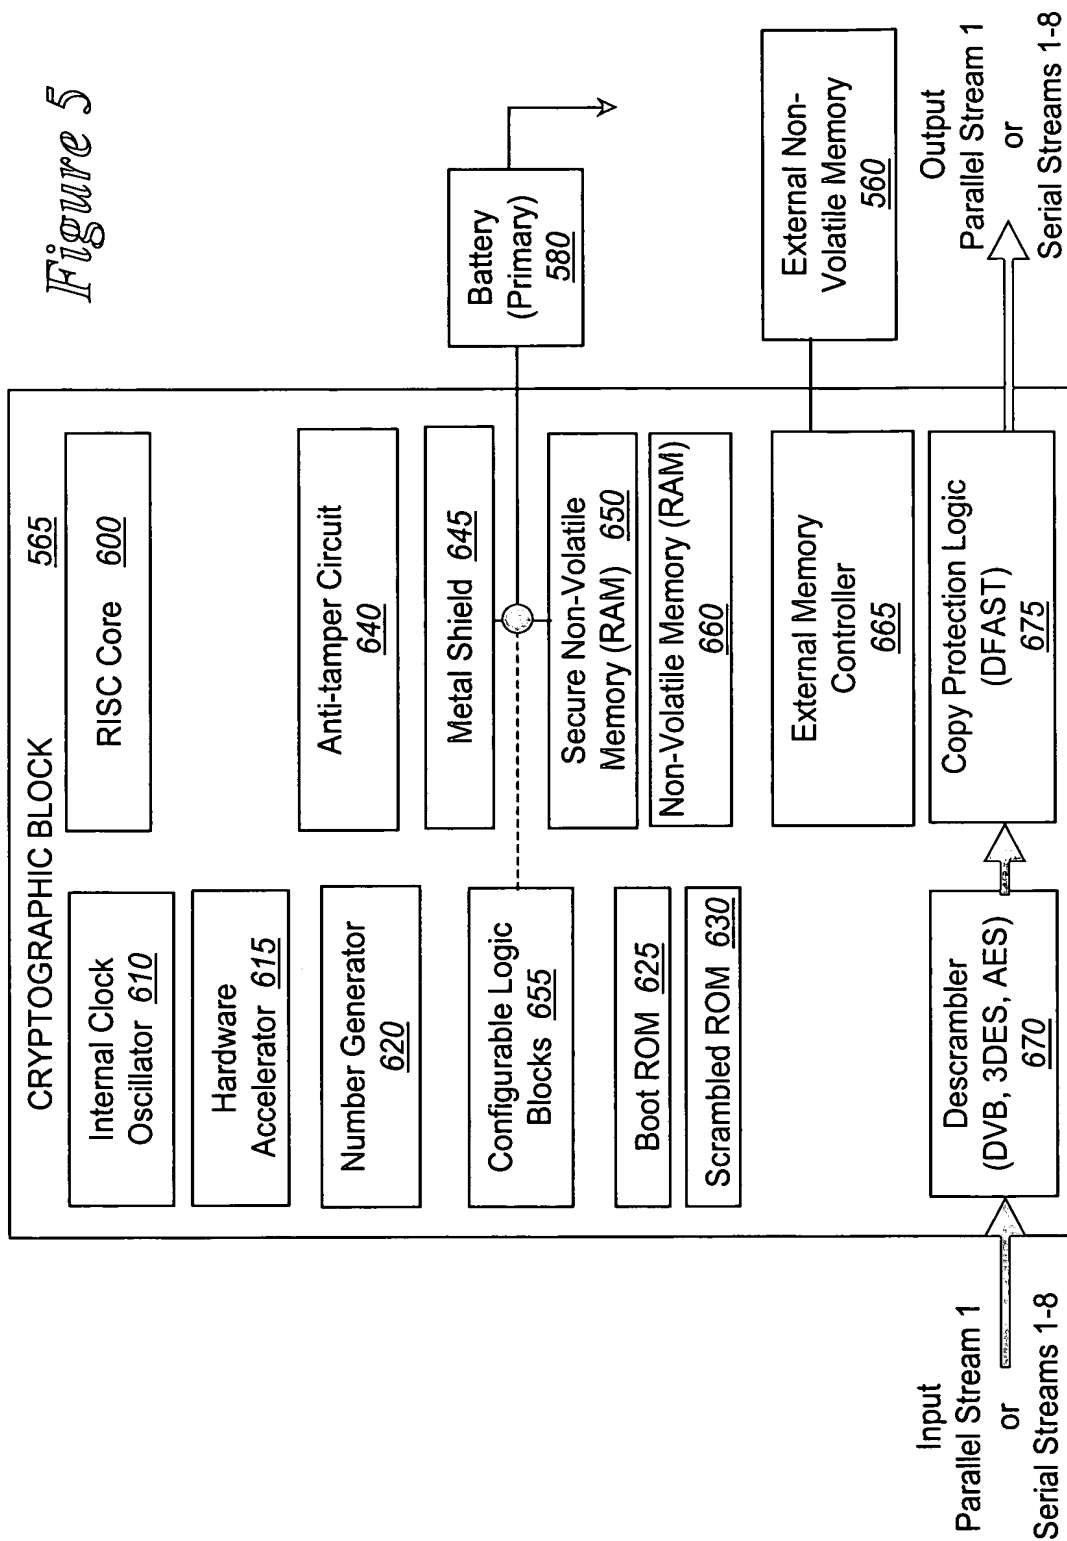 Figure 5
CRYPTOGRAPHIC BLOCK
565
Internal Clock
Oscillator 610
RISC Core 600
Hardware
Accelerator 615
Number Generator
620
Anti-tamper Circuit
640
Metal Shield 645
Configurable Logic
Blocks 655
Battery
(Primary)
580
Secure Non-Volatile
Memory (RAM) 650
Boot ROM 625
Non-Volatile Memory (RAM)
660
Scrambled ROM 630
External Memory
Controller
665
External Non-
Volatile Memory
560
Input
Parallel Stream 1
or
Serial Streams 1-8
Descrambler
(DVB, 3DES, AES)
670
Copy Protection Logic
(DFAST)
675
Output
Parallel Stream 1
or
Serial Streams 1-8